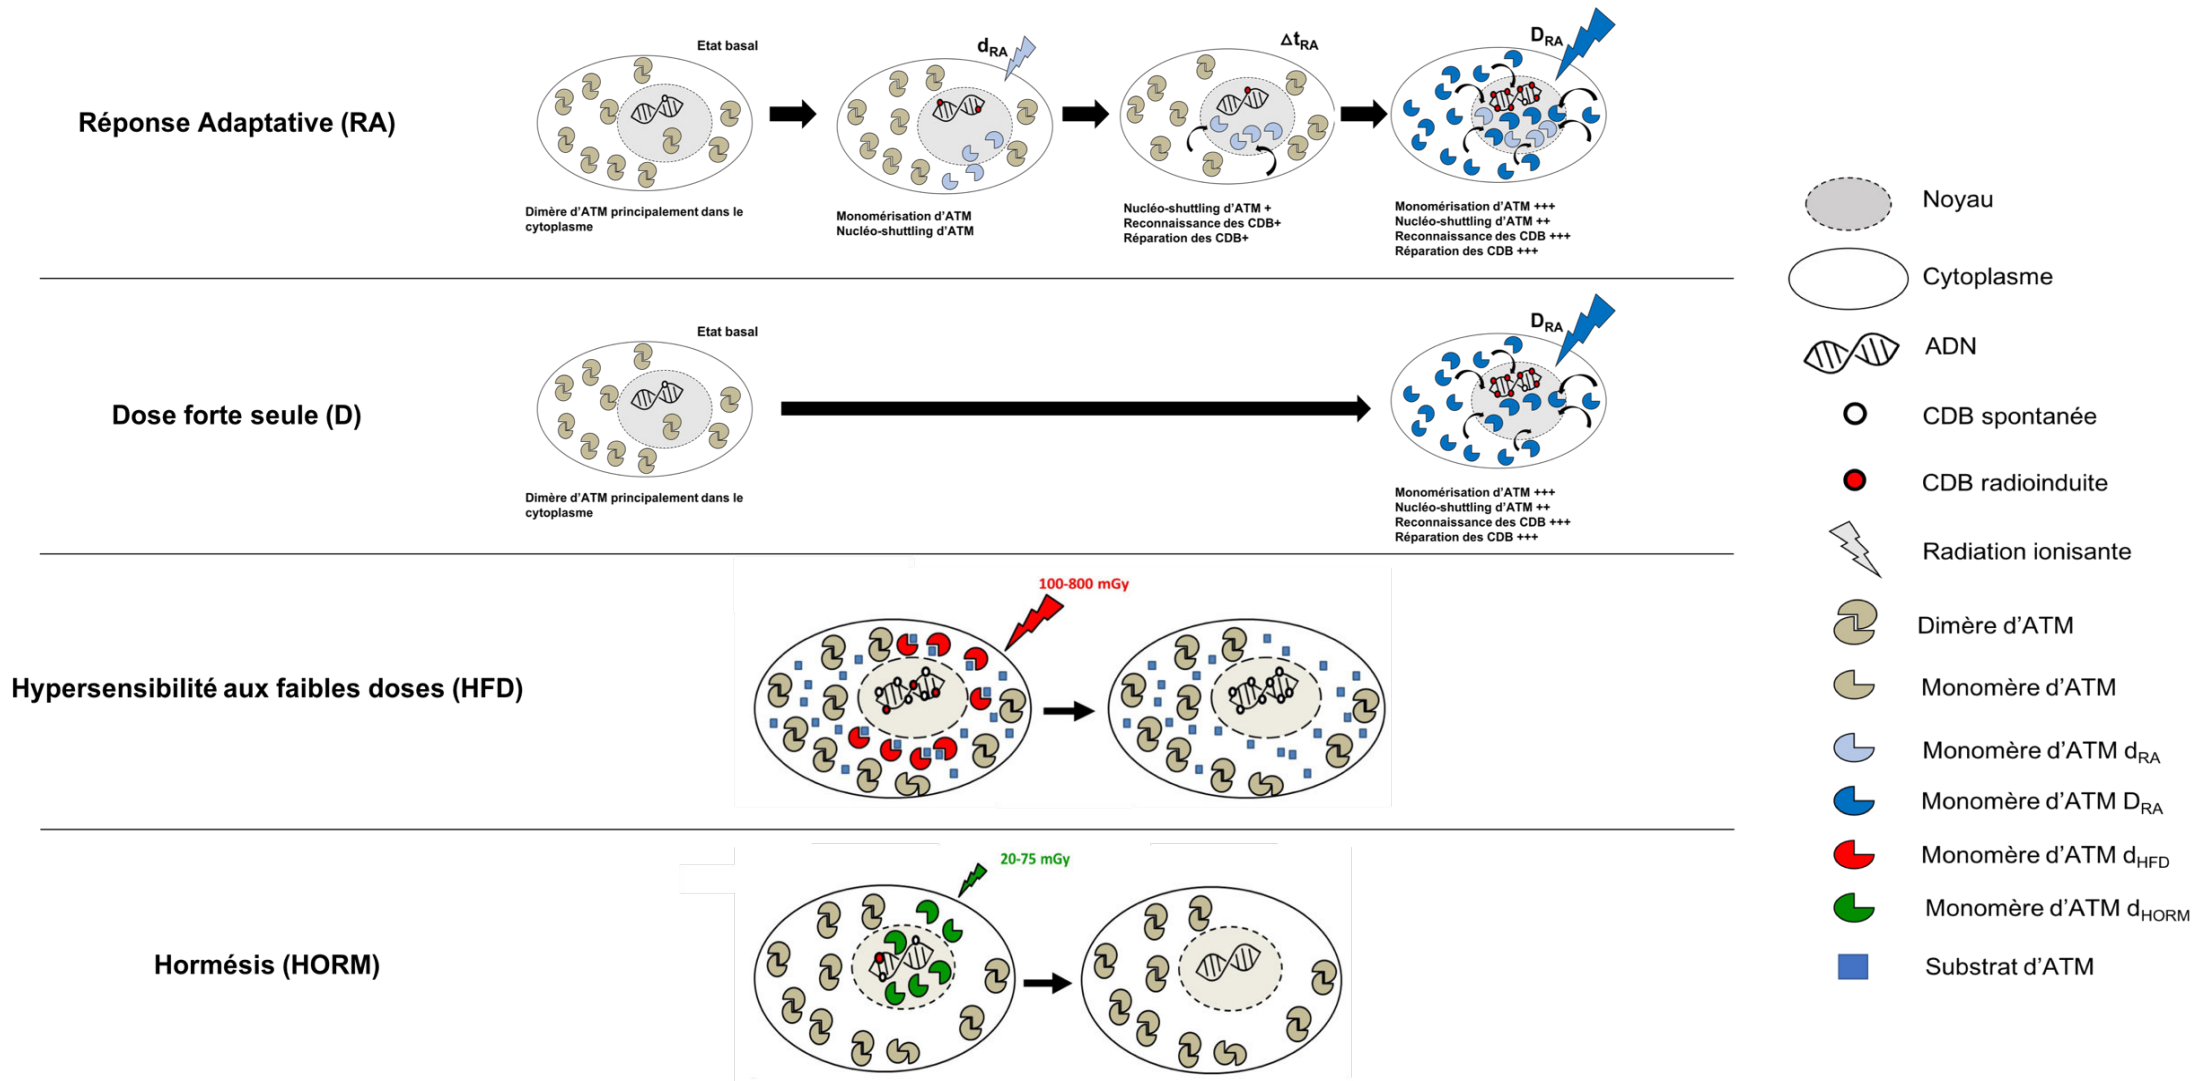 Réponse Adaptative (RA)
Etat basal
Dimère d'ATM principalement dans le
cytoplasme
dRA
Monomérisation d'ATM
Nucléo-shuttling d'ATM
ΔtRA
Nucléo-shuttling d'ATM +
Reconnaissance des CDB+
Réparation des CDB+
DRA
Monomérisation d'ATM +++
Nucléo-shuttling d'ATM ++
Reconnaissance des CDB +++
Réparation des CDB +++
Dose forte seule (D)
Etat basal
Dimère d'ATM principalement dans le
cytoplasme
DRA
Monomérisation d'ATM +++
Nucléo-shuttling d'ATM ++
Reconnaissance des CDB +++
Réparation des CDB +++
Hypersensibilité aux faibles doses (HFD)
100-800 mGy
Hormésis (HORM)
20-75 mGy
Noyau
Cytoplasme
ADN
CDB spontanée
CDB radioinduite
Radiation ionisante
Dimère d'ATM
Monomère d'ATM
Monomère d'ATM dRA
Monomère d'ATM DRA
Monomère d'ATM dHFD
Monomère d'ATM dHORM
Substrat d'ATM